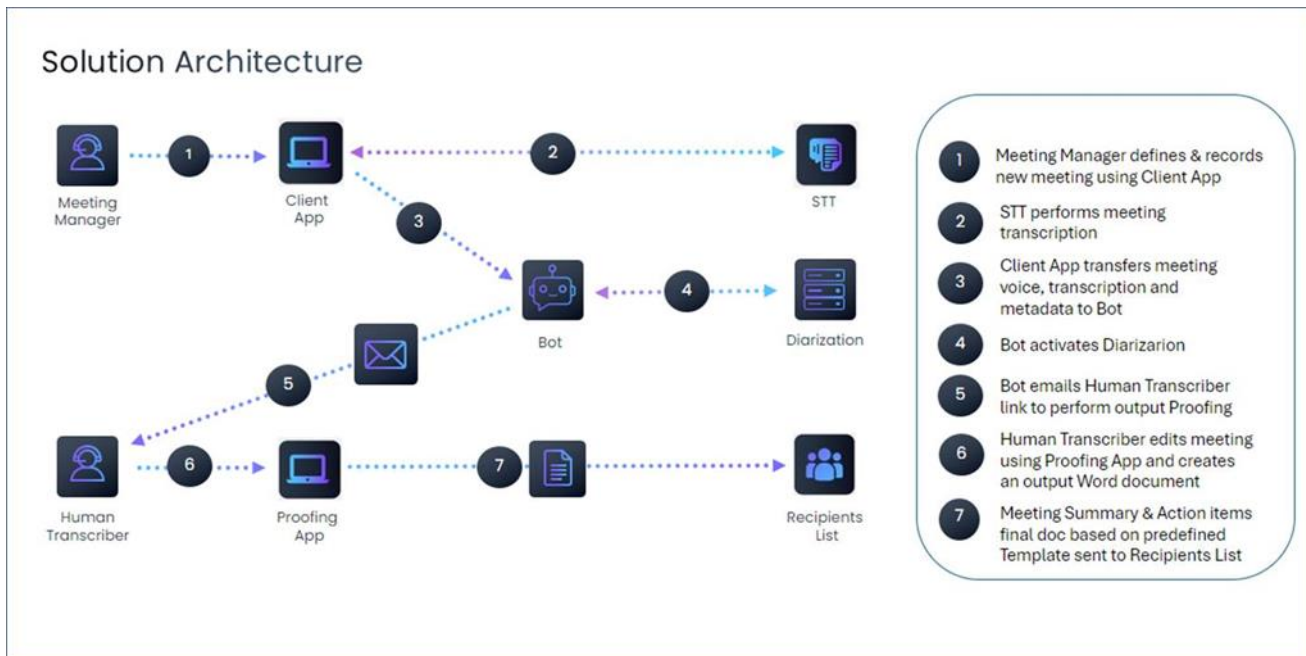 Solution Architecture
1
2
Meeting
Manager
Client
App
STT
3
4
Bot
Diarization
5
6
7
Human
Transcriber
Proofing
App
Recipients
List
1
Meeting Manager defines & records
new meeting using Client App
2
STT performs meeting
transcription
3
Client App transfers meeting
voice, transcription and
metadata to Bot
4
Bot activates Diarizarion
5
Bot emails Human Transcriber
link to perform output Proofing
6
Human Transcriber edits meeting
using Proofing App and creates
an output Word document
7
Meeting Summary & Action items
final doc based on predefined
Template sent to Recipients List